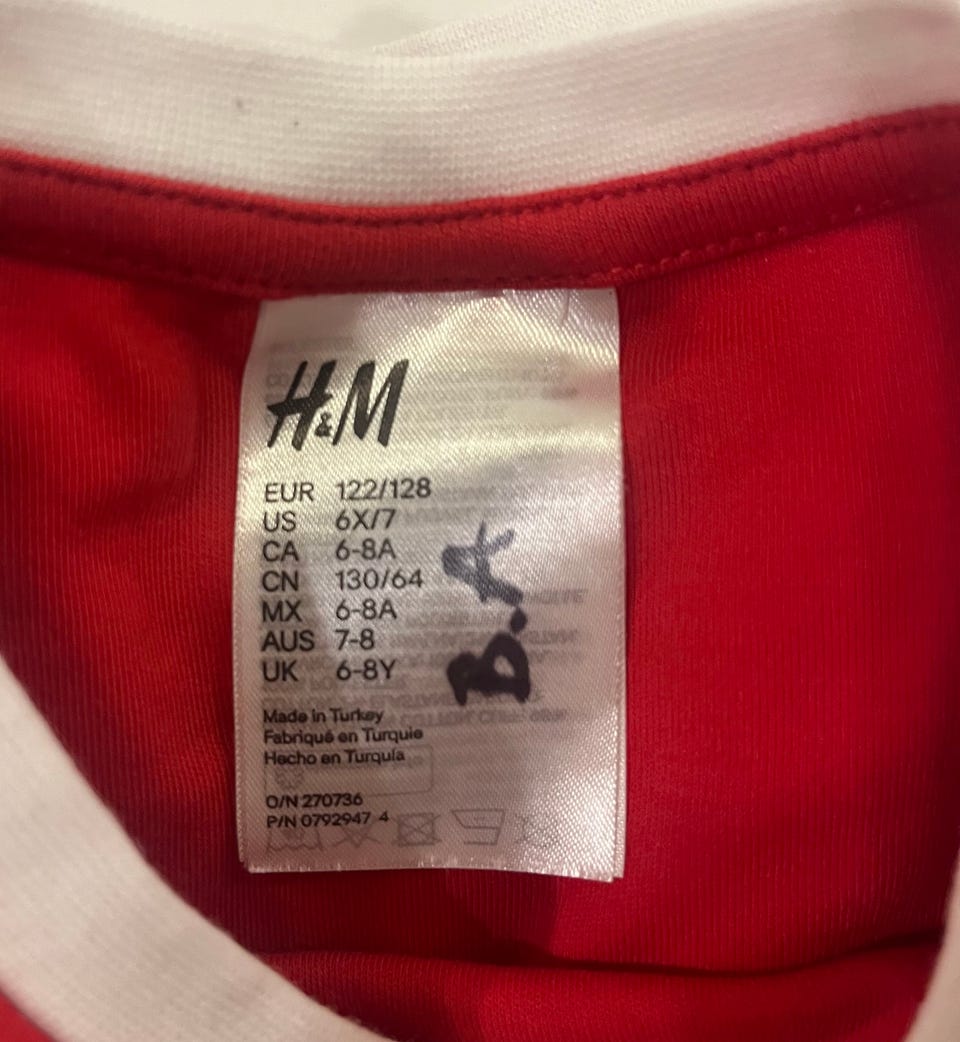 H&M
EUR 122/128
US 6X/7
CA 6-8A
CN 130/64
MX 6-8A
AUS 7-8
UK 6-8Y
Made in Turkey
Fabriqué en Turquie
Hecho en Turquía
O/N 270736
P/N 0792947 4
B.A